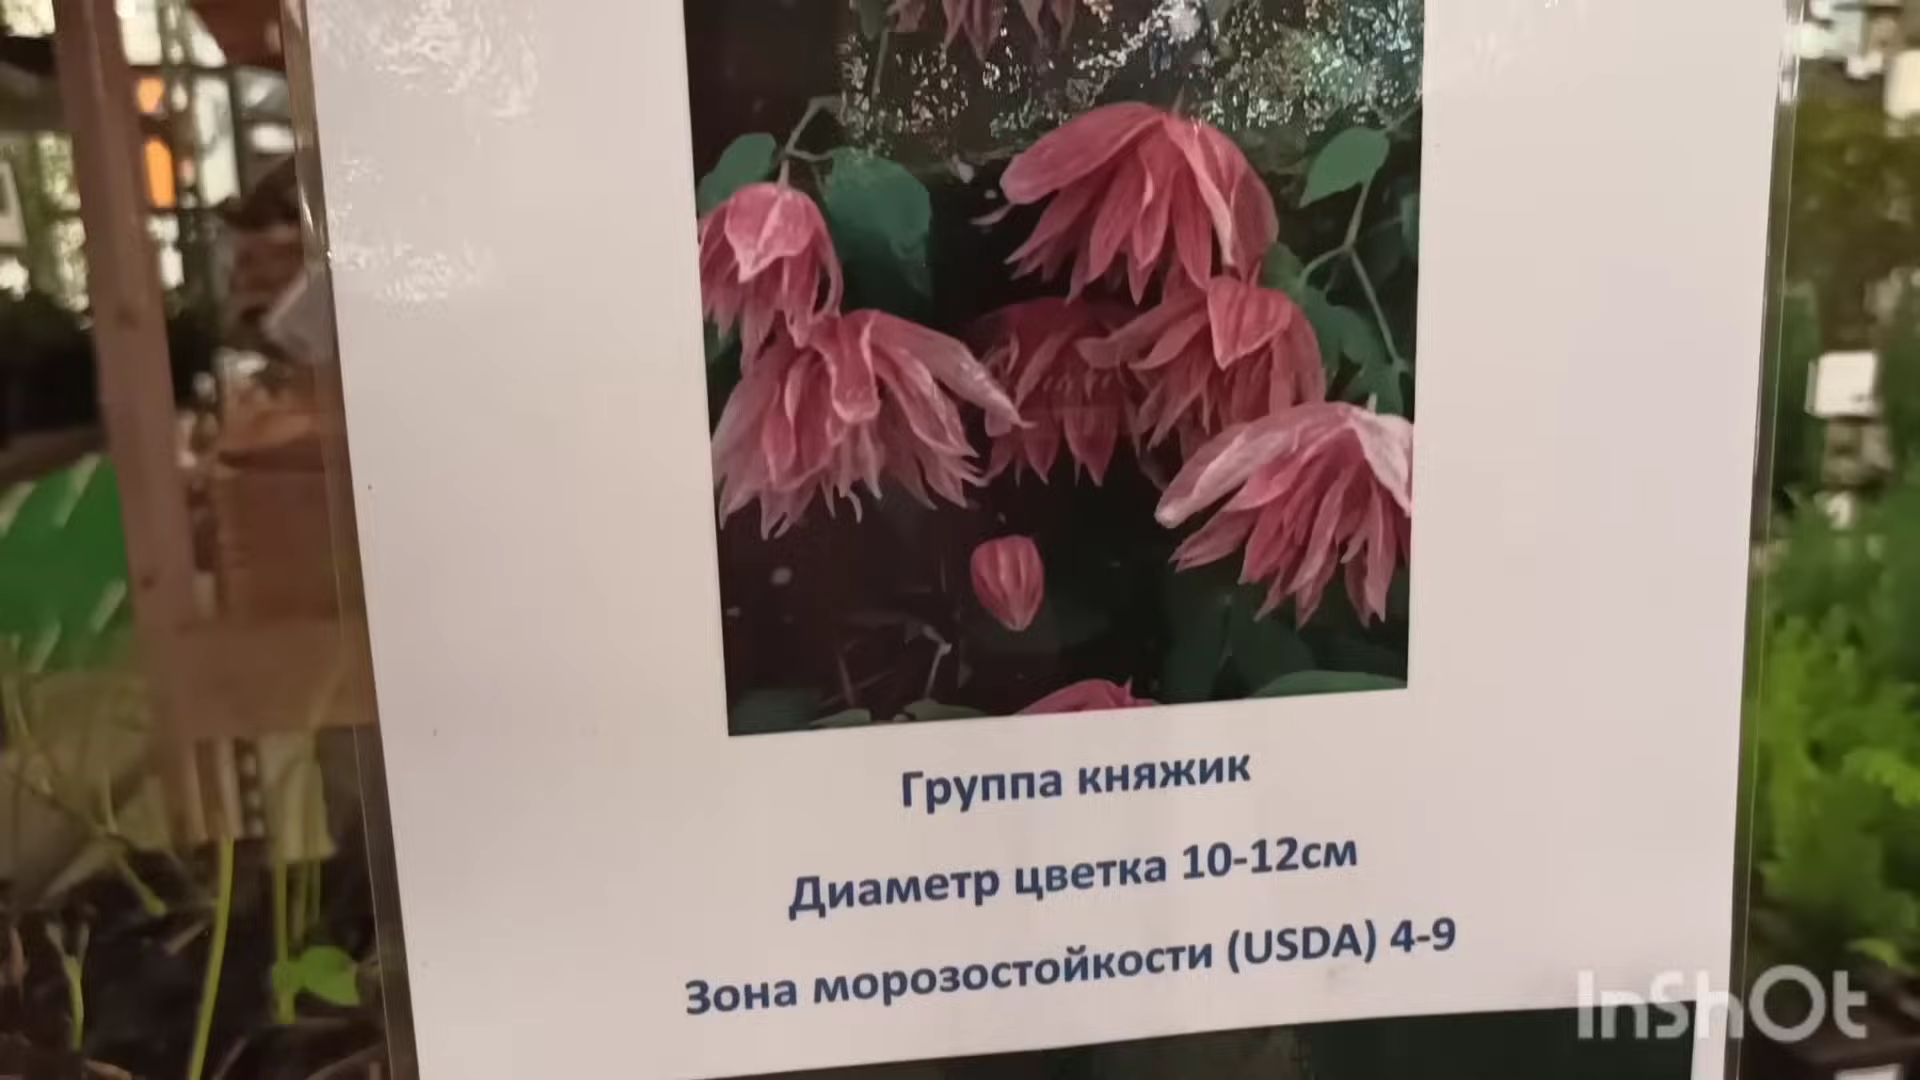 Группа княжик
Диаметр цветка 10-12см
Зона морозостойкости (USDA) 4-9
InShOt